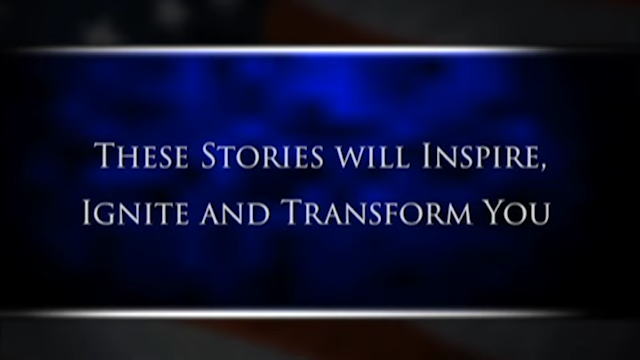 These Stories will Inspire,
Ignite and Transform You